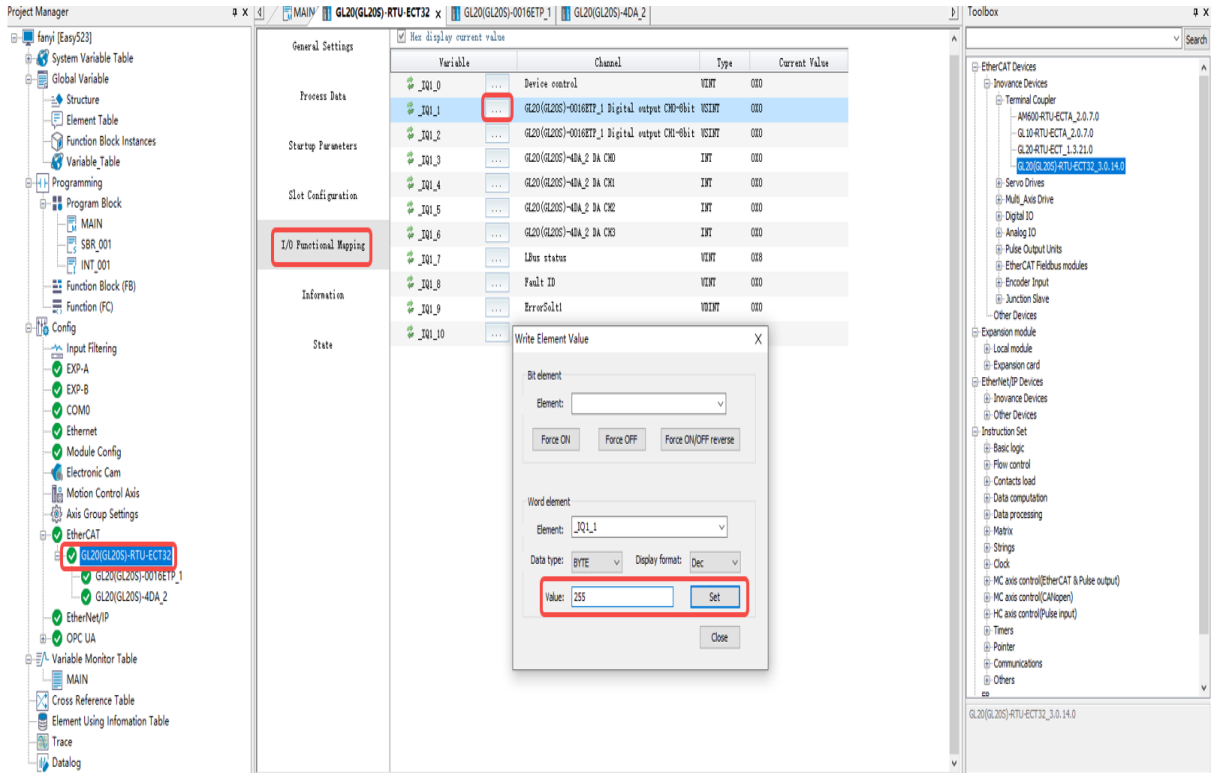 Project Manager
fanyi [Easy523]
System Variable Table
Global Variable
Structure
Element Table
Function Block Instances
Variable_Table
Programming
Program Block
MAIN
SBR_001
INT_001
Function Block (FB)
Function (FC)
Config
Input Filtering
EXP-A
EXP-B
COM0
Ethernet
Module Config
Electronic Cam
Motion Control Axis
Axis Group Settings
EtherCAT
GL20(GL20S)-RTU-ECT32
GL20(GL20S)-0016ETP_1
GL20(GL20S)-4DA_2
EtherNet/IP
OPC UA
Variable Monitor Table
MAIN
Cross Reference Table
Element Using Infomation Table
Trace
Datalog
MAIN GL20(GL20S)-RTU-ECT32 x GL20(GL20S)-0016ETP_1 GL20(GL20S)-4DA_2
General Settings
Process Data
Startup Parameters
Slot Configuration
I/O Functional Mapping
Information
State
Hex display current value
Variable Channel Type Current Value
_IQ1_0 ... Device control UINT 0X0
_IQ1_1 ... GL20(GL20S)-0016ETP_1 Digital output CH0-8bit USINT 0X0
_IQ1_2 ... GL20(GL20S)-0016ETP_1 Digital output CH1-8bit USINT 0X0
_IQ1_3 ... GL20(GL20S)-4DA_2 DA CH0 INT 0X0
_IQ1_4 ... GL20(GL20S)-4DA_2 DA CH1 INT 0X0
_IQ1_5 ... GL20(GL20S)-4DA_2 DA CH2 INT 0X0
_IQ1_6 ... GL20(GL20S)-4DA_2 DA CH3 INT 0X0
_IQ1_7 ... LBus status UINT 0X8
_IQ1_8 ... Fault ID UINT 0X0
_IQ1_9 ... ErrorSolt1 UDINT 0X0
_IQ1_10 ...
Write Element Value X
Bit element
Element:
Force ON Force OFF Force ON/OFF reverse
Word element
Element: _IQ1_1
Data type: BYTE Display format: Dec
Value: 255 Set
Close
Toolbox
Search
EtherCAT Devices
Inovance Devices
Terminal Coupler
AM600-RTU-ECTA_2.0.7.0
GL10-RTU-ECTA_2.0.7.0
GL20-RTU-ECT_1.3.21.0
GL20(GL20S)-RTU-ECT32_3.0.14.0
Servo Drives
Multi_Axis Drive
Digital IO
Analog IO
Pulse Output Units
EtherCAT Fieldbus modules
Encoder Input
Junction Slave
Other Devices
Expansion module
Local module
Expansion card
EtherNet/IP Devices
Inovance Devices
Other Devices
Instruction Set
Basic logic
Flow control
Contacts load
Data computation
Data processing
Matrix
Strings
Clock
MC axis control(EtherCAT & Pulse output)
MC axis control(CANopen)
HC axis control(Pulse input)
Timers
Pointer
Communications
Others
GL20(GL20S)-RTU-ECT32_3.0.14.0